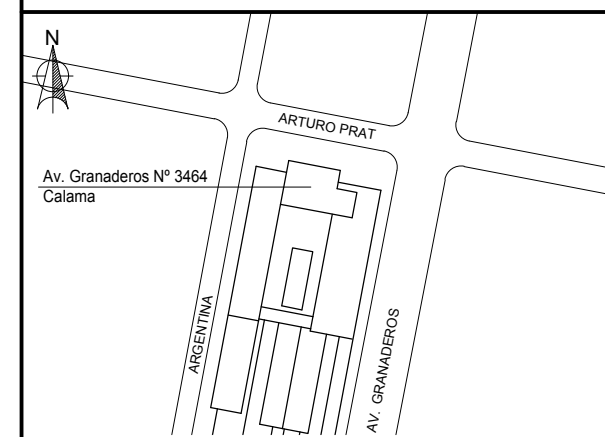 N
ARTURO PRAT
Av. Granaderos Nº 3464
Calama
ARGENTINA
AV. GRANADEROS